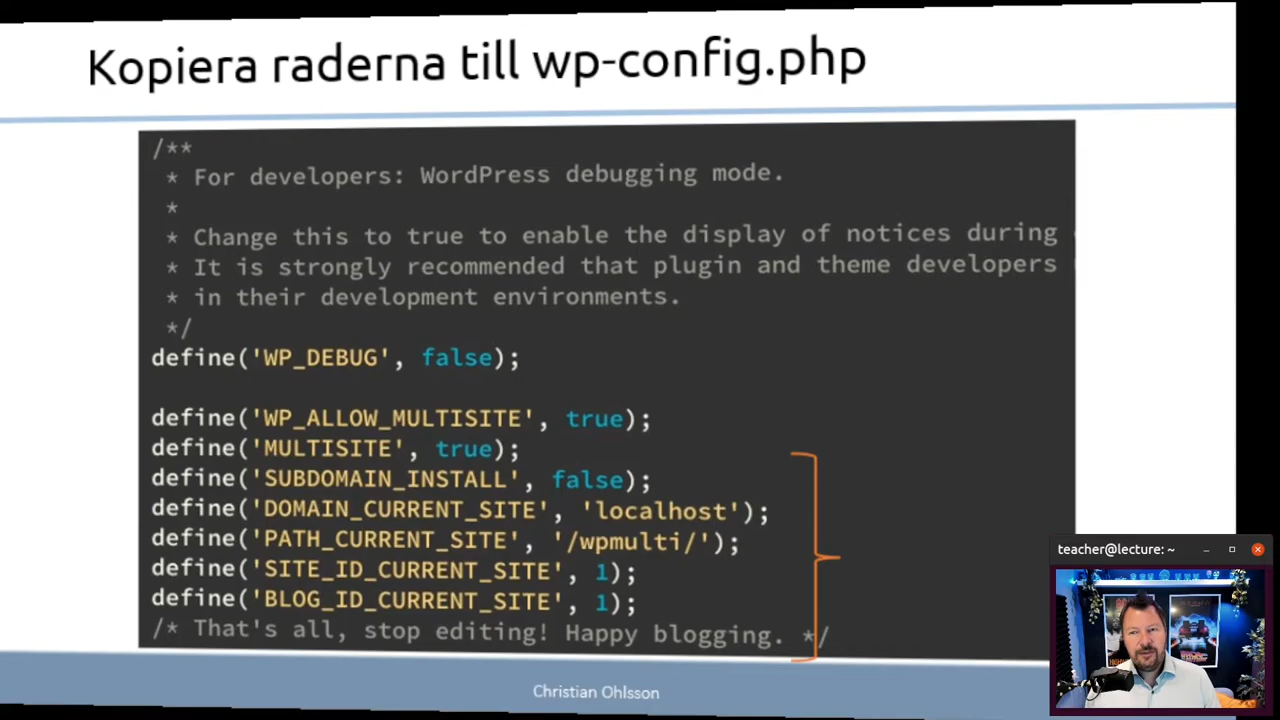 Kopiera raderna till wp-config.php
/**
* For developers: WordPress debugging mode.
*
* Change this to true to enable the display of notices during
* It is strongly recommended that plugin and theme developers
* in their development environments.
*/
define('WP_DEBUG', false);
define('WP_ALLOW_MULTISITE', true);
define('MULTISITE', true);
define('SUBDOMAIN_INSTALL', false);
define('DOMAIN_CURRENT_SITE', 'localhost');
define('PATH_CURRENT_SITE', '/wpmulti/');
define('SITE_ID_CURRENT_SITE', 1);
define('BLOG_ID_CURRENT_SITE', 1);
/* That's all, stop editing! Happy blogging. */
teacher@lecture: ~
Christian Ohlsson